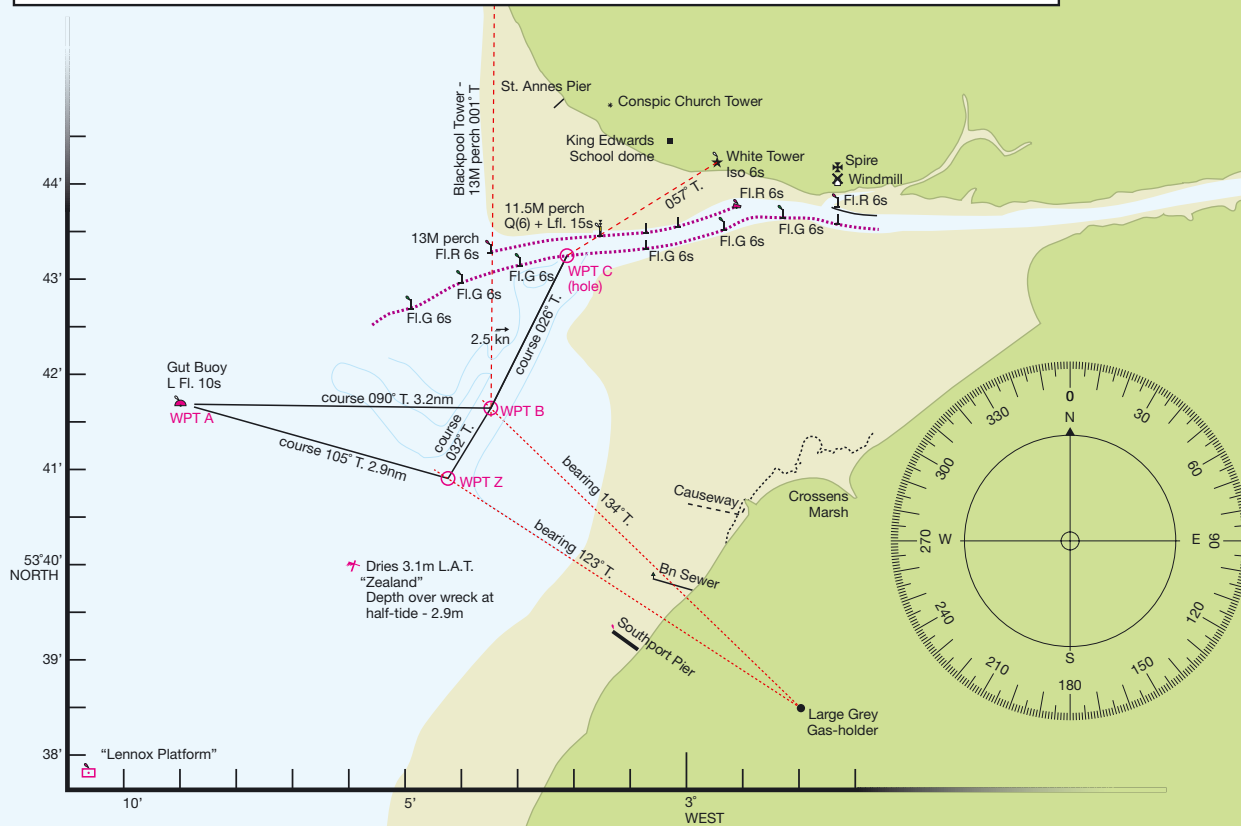 St. Annes Pier
Conspic Church Tower
Blackpool Tower -
13M perch 001° T
King Edwards
School dome
White Tower
Iso 6s
Spire
Windmill
44'
057° T.
Fl.R 6s
Fl.R 6s
11.5M perch
Q(6) + Lfl. 15s
13M perch
Fl.R 6s
Fl.G 6s
Fl.G 6s
Fl.G 6s
43'
WPT C
(hole)
Fl.G 6s
Fl.G 6s
Fl.G 6s
2.5 kn
course 026° T.
42'
Gut Buoy
L Fl. 10s
WPT A
course 090° T. 3.2nm
WPT B
course
032° T.
course 105° T. 2.9nm
41'
WPT Z
bearing 134° T.
bearing 123° T.
Causeway
Crossens
Marsh
53°40'
NORTH
Dries 3.1m L.A.T.
“Zealand”
Depth over wreck at
half-tide - 2.9m
Bn Sewer
Southport Pier
39'
Large Grey
Gas-holder
38'
“Lennox Platform”
10'
5'
3°
WEST
0
N
30
60
E
90
120
150
S
180
210
240
W
270
300
330